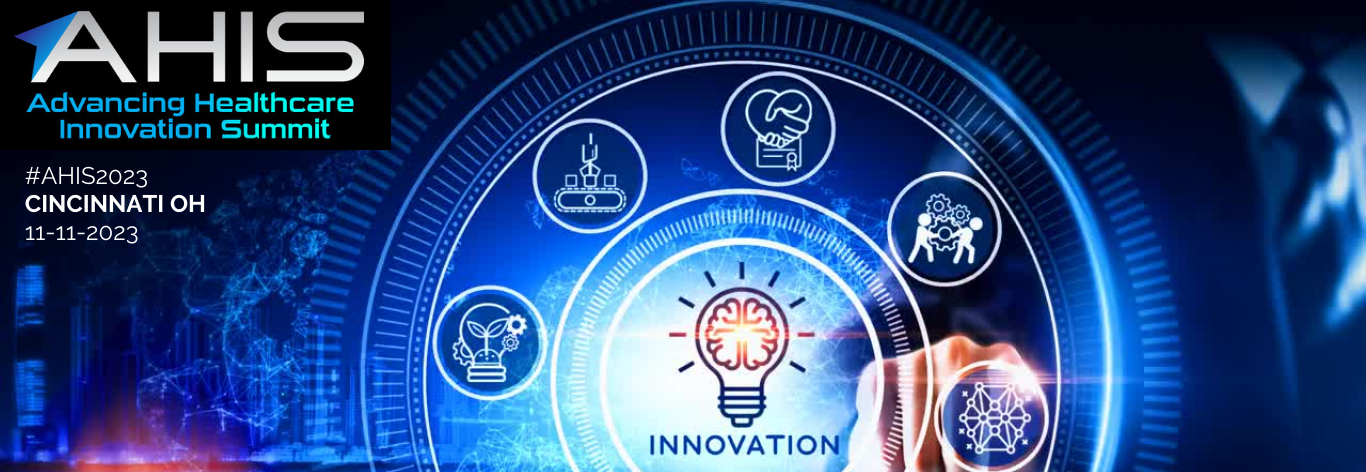 AHIS
Advancing Healthcare
Innovation Summit
#AHIS2023
CINCINNATI OH
11-11-2023
INNOVATION